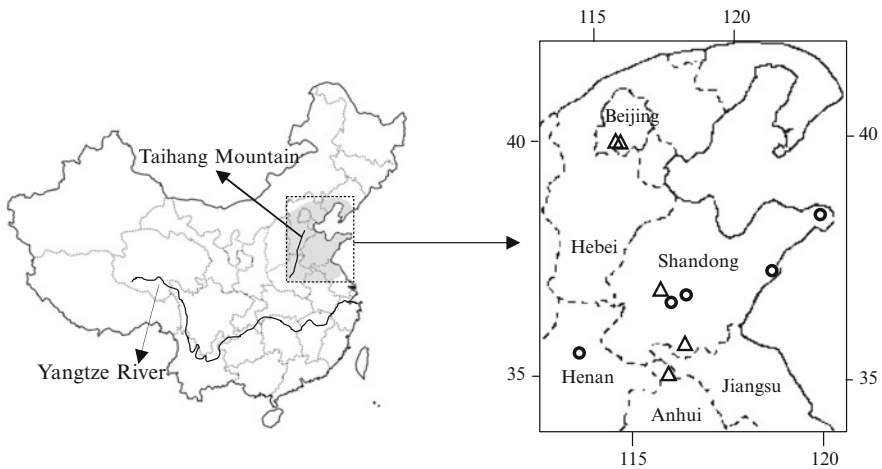 Taihang Mountain
Yangtze River
115
120
40
40
Beijing
Hebei
Shandong
Henan
Jiangsu
Anhui
35
35
115
120